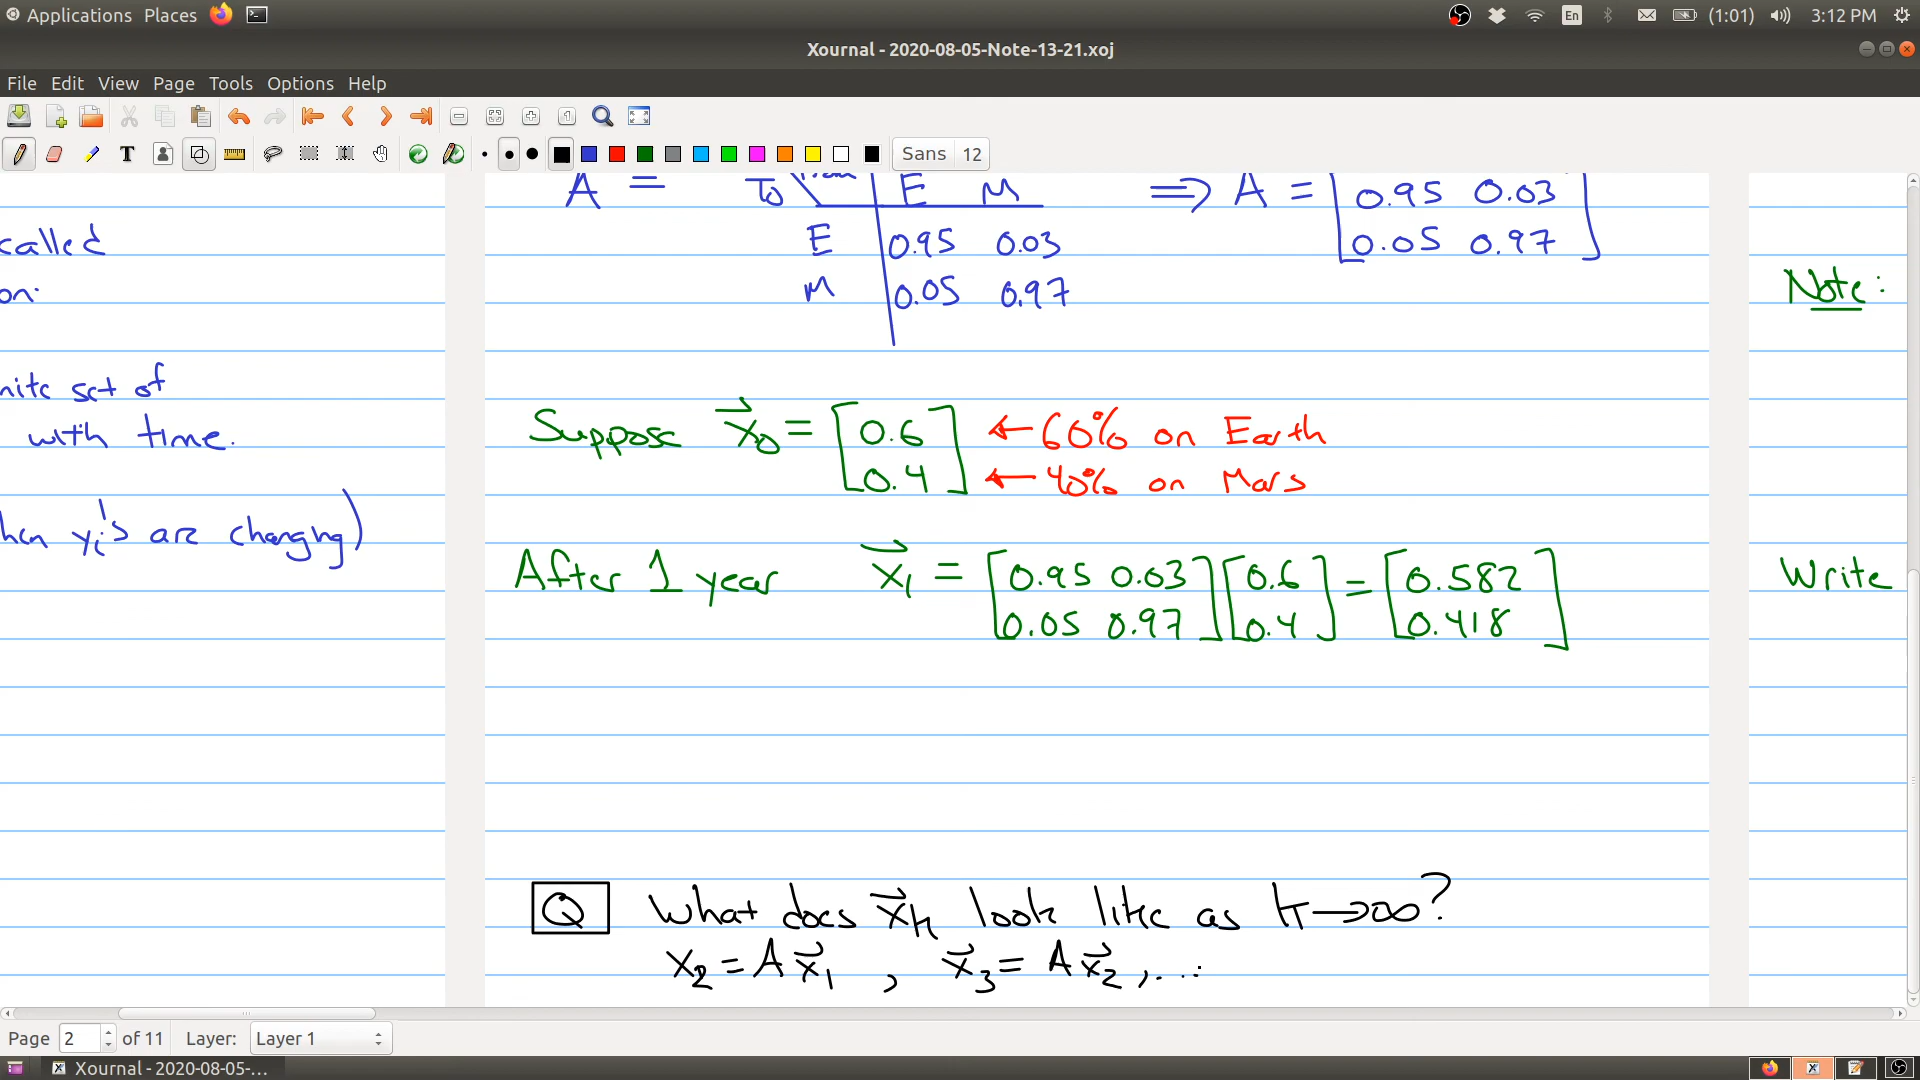 Applications Places (1:01) 3:12 PM
En
Xournal - 2020-08-05-Note-13-21.xoj
File Edit View Page Tools Options Help
T Sans 12
A = To From E M ⟹ A = [0.95 0.03
E 0.95 0.03 0.05 0.97]
M 0.05 0.97
called
on.
Note:
nite set of
with time.
hen yi's are changing)
Suppose x⃗0 = [0.6 ← 60% on Earth
0.4] ← 40% on Mars
After 1 year x⃗1 = [0.95 0.03 [0.6 = [0.582
0.05 0.97] 0.4] 0.418]
Write
Q What does x⃗k look like as k→∞?
x2 = Ax⃗1 , x⃗3 = Ax⃗2 , ....
Page 2 of 11 Layer: Layer 1
Xournal - 2020-08-05-...